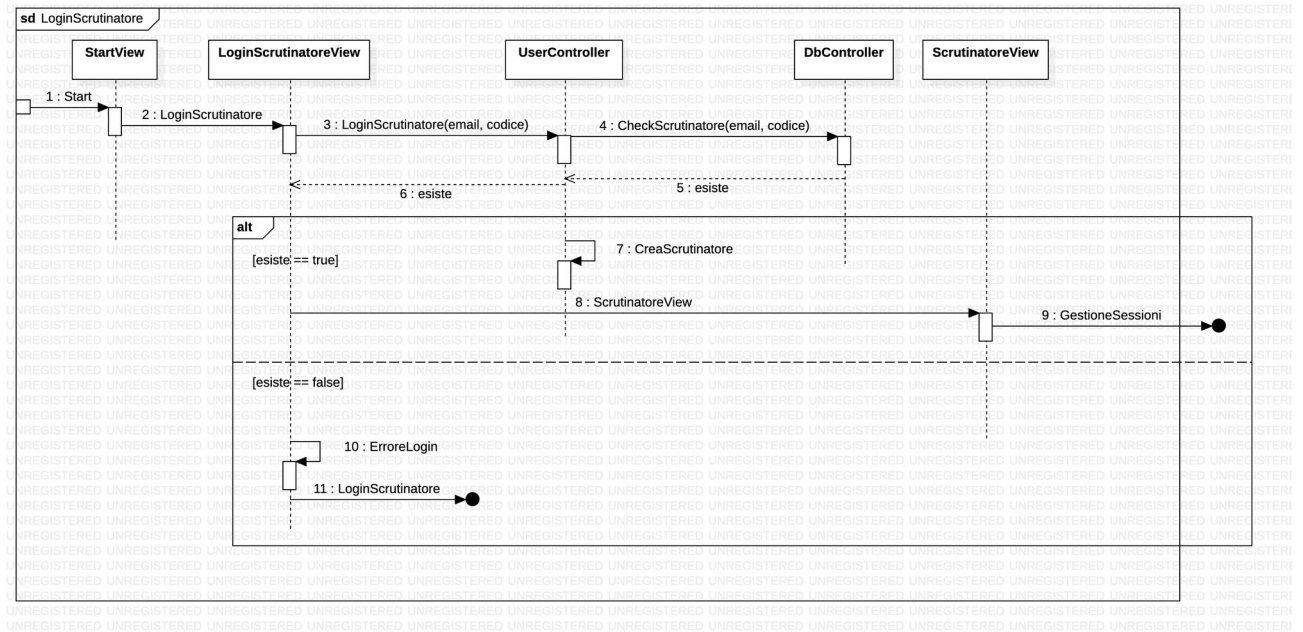 sd LoginScrutinatore
StartView
LoginScrutinatoreView
UserController
DbController
ScrutinatoreView
1 : Start
2 : LoginScrutinatore
3 : LoginScrutinatore(email, codice)
4 : CheckScrutinatore(email, codice)
5 : esiste
6 : esiste
alt
7 : CreaScrutinatore
[esiste == true]
8 : ScrutinatoreView
9 : GestioneSessioni
[esiste == false]
10 : ErroreLogin
11 : LoginScrutinatore
UNREGISTERED